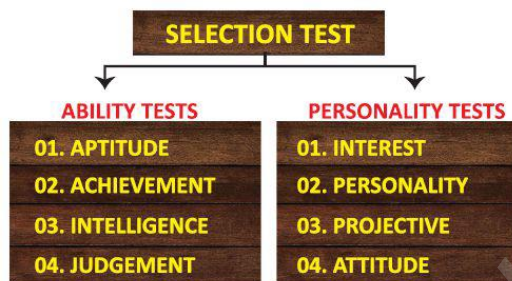 SELECTION TEST
ABILITY TESTS
01. APTITUDE
02. ACHIEVEMENT
03. INTELLIGENCE
04. JUDGEMENT
PERSONALITY TESTS
01. INTEREST
02. PERSONALITY
03. PROJECTIVE
04. ATTITUDE